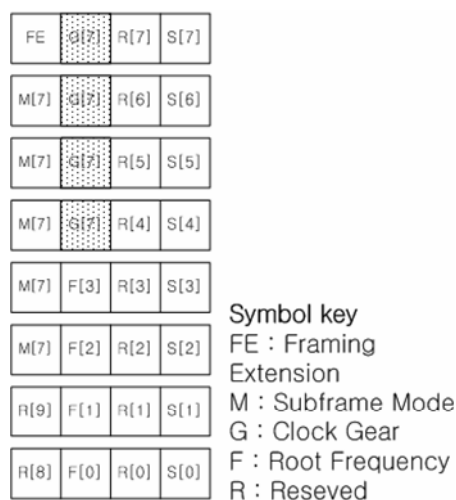 FE G[7] R[7] S[7]
M[7] G[7] R[6] S[6]
M[7] G[7] R[5] S[5]
M[7] G[7] R[4] S[4]
M[7] F[3] R[3] S[3]
M[7] F[2] R[2] S[2]
R[9] F[1] R[1] S[1]
R[8] F[0] R[0] S[0]
Symbol key
FE : Framing
Extension
M : Subframe Mode
G : Clock Gear
F : Root Frequency
R : Reseved